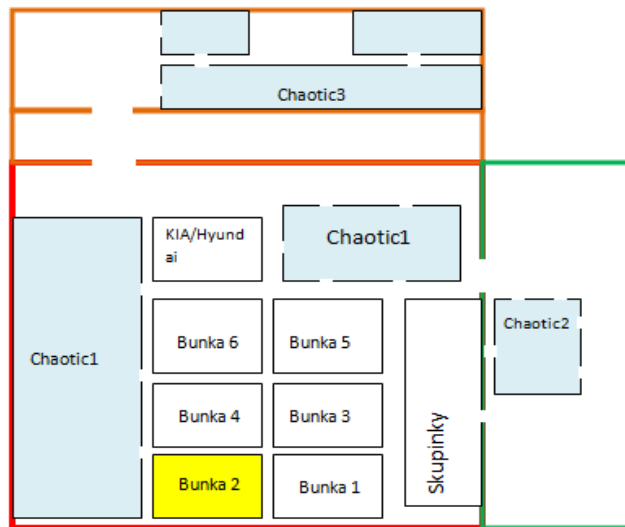 Chaotic3
KIA/Hyund
ai
Chaotic1
Chaotic1
Bunka 6
Bunka 5
Chaotic2
Bunka 4
Bunka 3
Skupinky
Bunka 2
Bunka 1